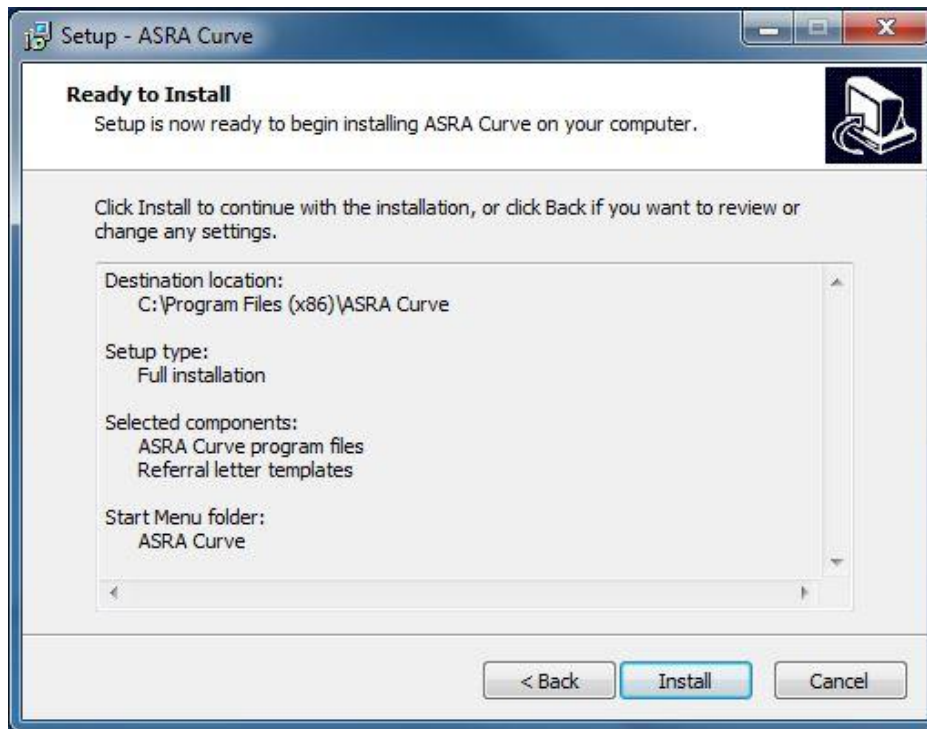 Setup - ASRA Curve
Ready to Install
Setup is now ready to begin installing ASRA Curve on your computer.
Click Install to continue with the installation, or click Back if you want to review or
change any settings.
Destination location:
C:\Program Files (x86)\ASRA Curve
Setup type:
Full installation
Selected components:
ASRA Curve program files
Referral letter templates
Start Menu folder:
ASRA Curve
< Back
Install
Cancel